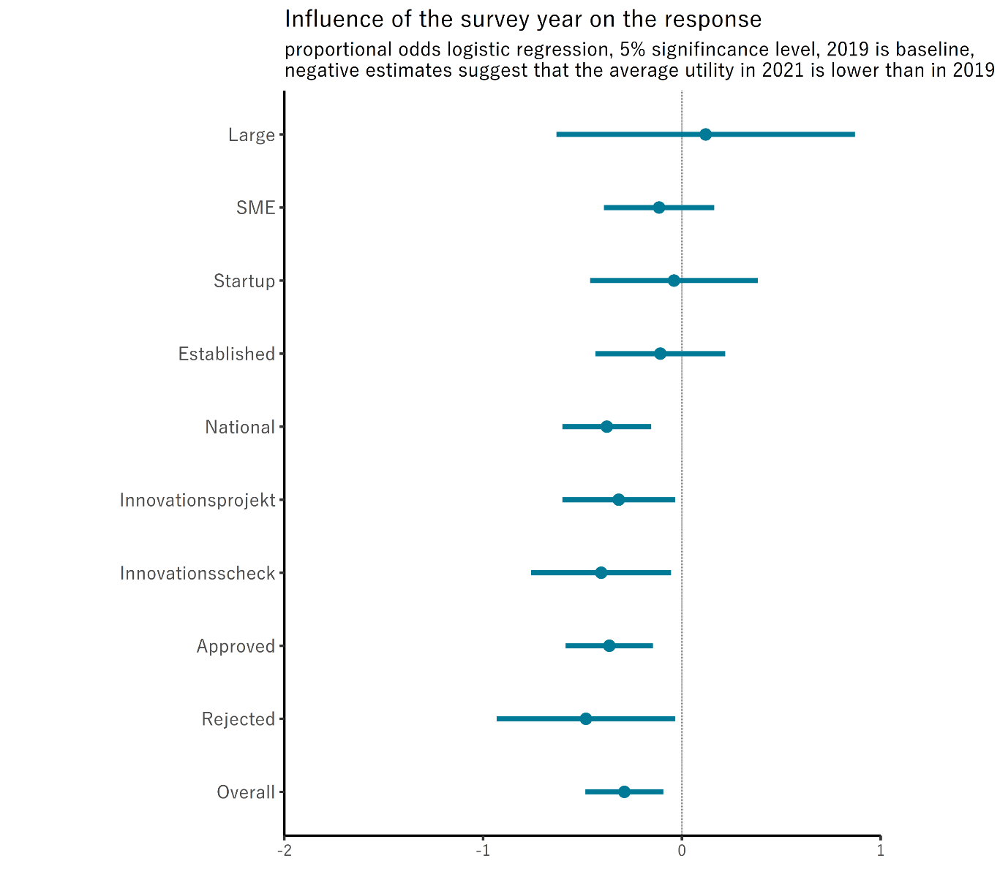 Influence of the survey year on the response
proportional odds logistic regression, 5% signifincance level, 2019 is baseline,
negative estimates suggest that the average utility in 2021 is lower than in 2019
Large
SME
Startup
Established
National
Innovationsprojekt
Innovationsscheck
Approved
Rejected
Overall
-2 -1 0 1